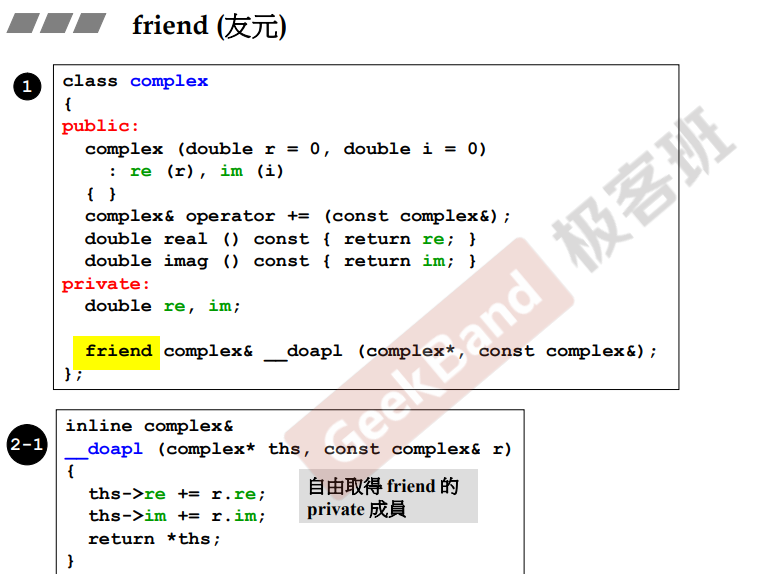 friend (友元)
1
class complex
{
public:
  complex (double r = 0, double i = 0)
    : re (r), im (i)
  { }
  complex& operator += (const complex&);
  double real () const { return re; }
  double imag () const { return im; }
private:
  double re, im;
  friend complex& __doapl (complex*, const complex&);
};
2-1
inline complex&
__doapl (complex* ths, const complex& r)
{
  ths->re += r.re;
  ths->im += r.im;
  return *ths;
}
自由取得 friend 的
private 成員
GeekBand 极客班